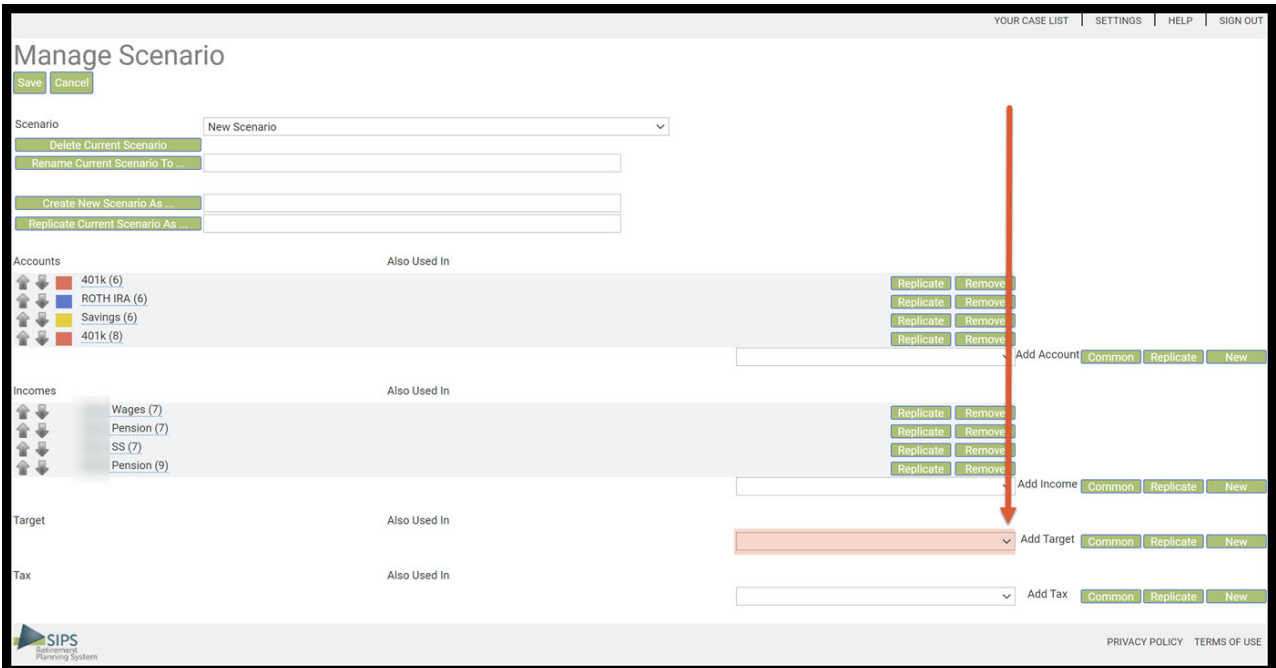 YOUR CASE LIST SETTINGS HELP SIGN OUT
Manage Scenario
Save Cancel
Scenario New Scenario
Delete Current Scenario
Rename Current Scenario To ...
Create New Scenario As ...
Replicate Current Scenario As ...
Accounts Also Used In
401k (6) Replicate Remove
ROTH IRA (6) Replicate Remove
Savings (6) Replicate Remove
401k (8) Replicate Remove
Add Account Common Replicate New
Incomes Also Used In
Wages (7) Replicate Remove
Pension (7) Replicate Remove
SS (7) Replicate Remove
Pension (9) Replicate Remove
Add Income Common Replicate New
Target Also Used In
Add Target Common Replicate New
Tax Also Used In
Add Tax Common Replicate New
SIPS
Retirement
Planning System
PRIVACY POLICY TERMS OF USE